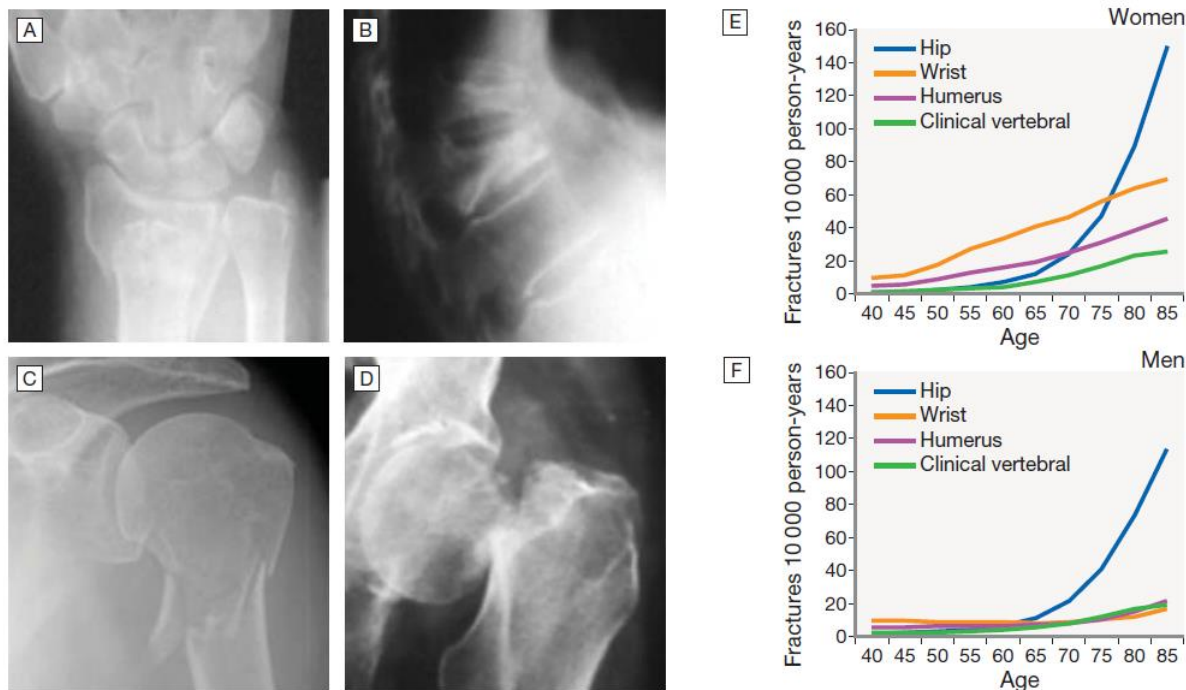 A
B
C
D
E
Women
Hip
Wrist
Humerus
Clinical vertebral
Fractures 10 000 person-years
160
140
120
100
80
60
40
20
0
40 45 50 55 60 65 70 75 80 85
Age
F
Men
Hip
Wrist
Humerus
Clinical vertebral
Fractures 10 000 person-years
160
140
120
100
80
60
40
20
0
40 45 50 55 60 65 70 75 80 85
Age